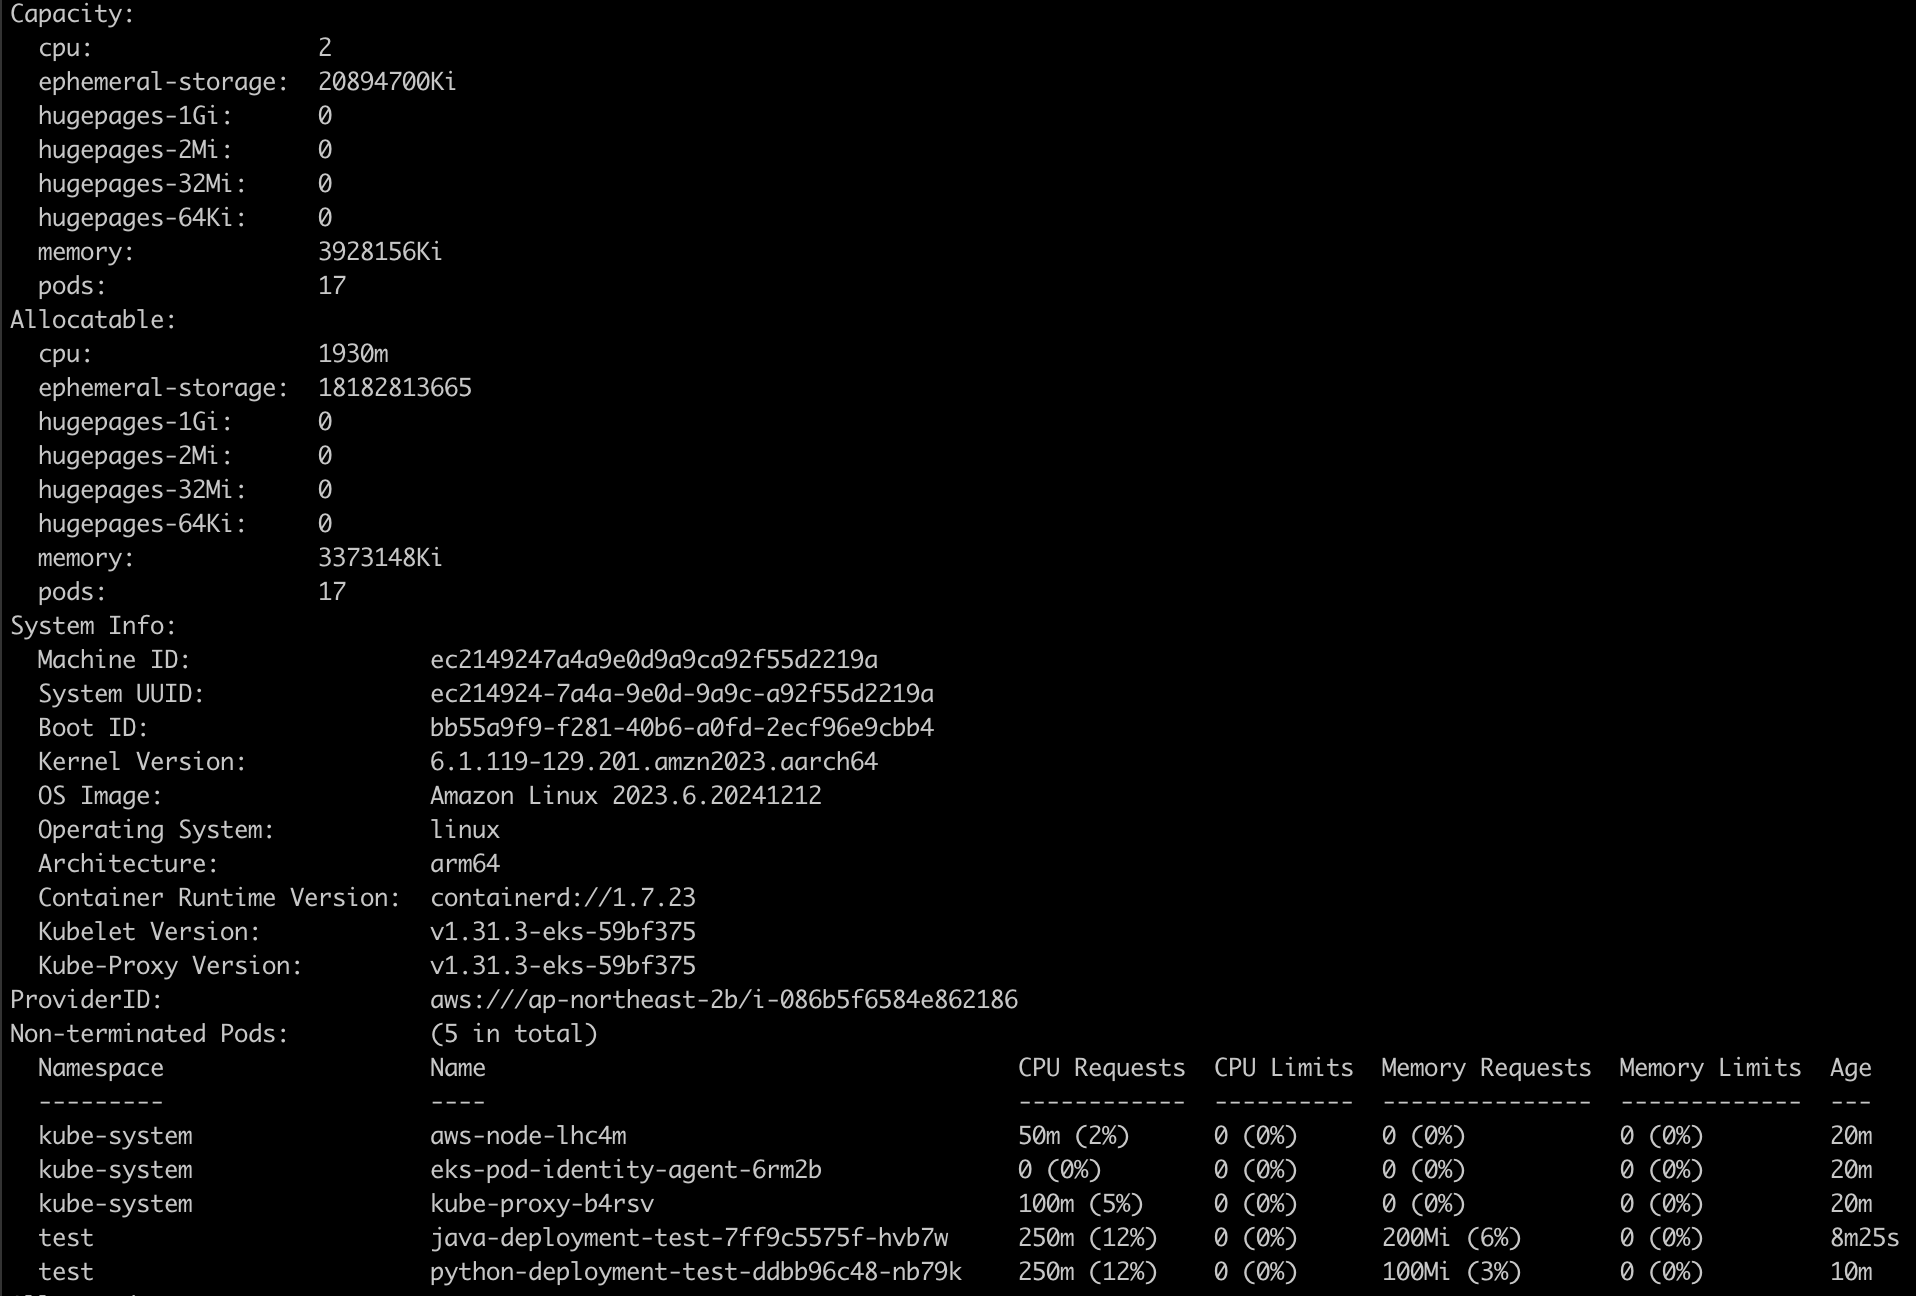 Capacity:
cpu: 2
ephemeral-storage: 20894700Ki
hugepages-1Gi: 0
hugepages-2Mi: 0
hugepages-32Mi: 0
hugepages-64Ki: 0
memory: 3928156Ki
pods: 17
Allocatable:
cpu: 1930m
ephemeral-storage: 18182813665
hugepages-1Gi: 0
hugepages-2Mi: 0
hugepages-32Mi: 0
hugepages-64Ki: 0
memory: 3373148Ki
pods: 17
System Info:
Machine ID: ec2149247a4a9e0d9a9ca92f55d2219a
System UUID: ec214924-7a4a-9e0d-9a9c-a92f55d2219a
Boot ID: bb55a9f9-f281-40b6-a0fd-2ecf96e9cbb4
Kernel Version: 6.1.119-129.201.amzn2023.aarch64
OS Image: Amazon Linux 2023.6.20241212
Operating System: linux
Architecture: arm64
Container Runtime Version: containerd://1.7.23
Kubelet Version: v1.31.3-eks-59bf375
Kube-Proxy Version: v1.31.3-eks-59bf375
ProviderID: aws:///ap-northeast-2b/i-086b5f6584e862186
Non-terminated Pods: (5 in total)
Namespace Name CPU Requests CPU Limits Memory Requests Memory Limits Age
--------- ---- ------------ ---------- --------------- ------------- ---
kube-system aws-node-lhc4m 50m (2%) 0 (0%) 0 (0%) 0 (0%) 20m
kube-system eks-pod-identity-agent-6rm2b 0 (0%) 0 (0%) 0 (0%) 0 (0%) 20m
kube-system kube-proxy-b4rsv 100m (5%) 0 (0%) 0 (0%) 0 (0%) 20m
test java-deployment-test-7ff9c5575f-hvb7w 250m (12%) 0 (0%) 200Mi (6%) 0 (0%) 8m25s
test python-deployment-test-ddbb96c48-nb79k 250m (12%) 0 (0%) 100Mi (3%) 0 (0%) 10m